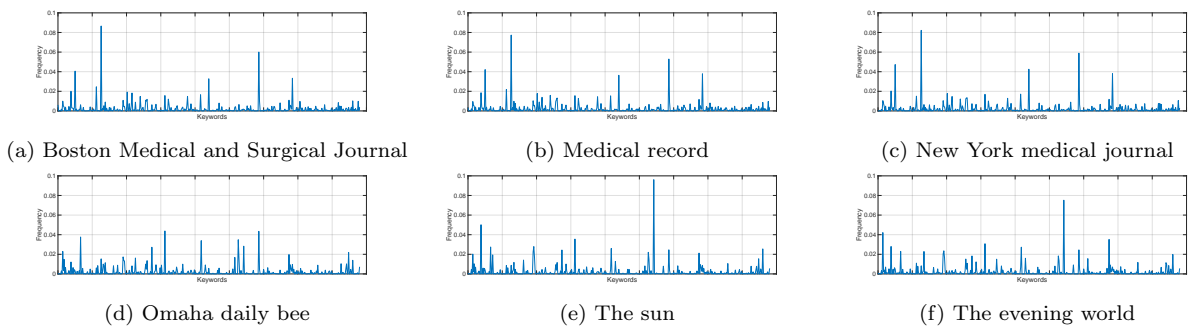 0.1
0.08
0.06
0.04
0.02
0
Frequency
Keywords
0.1
0.08
0.06
0.04
0.02
0
Frequency
Keywords
0.1
0.08
0.06
0.04
0.02
0
Frequency
Keywords
(a) Boston Medical and Surgical Journal
(b) Medical record
(c) New York medical journal
0.1
0.08
0.06
0.04
0.02
0
Frequency
Keywords
0.1
0.08
0.06
0.04
0.02
0
Frequency
Keywords
0.1
0.08
0.06
0.04
0.02
0
Frequency
Keywords
(d) Omaha daily bee
(e) The sun
(f) The evening world